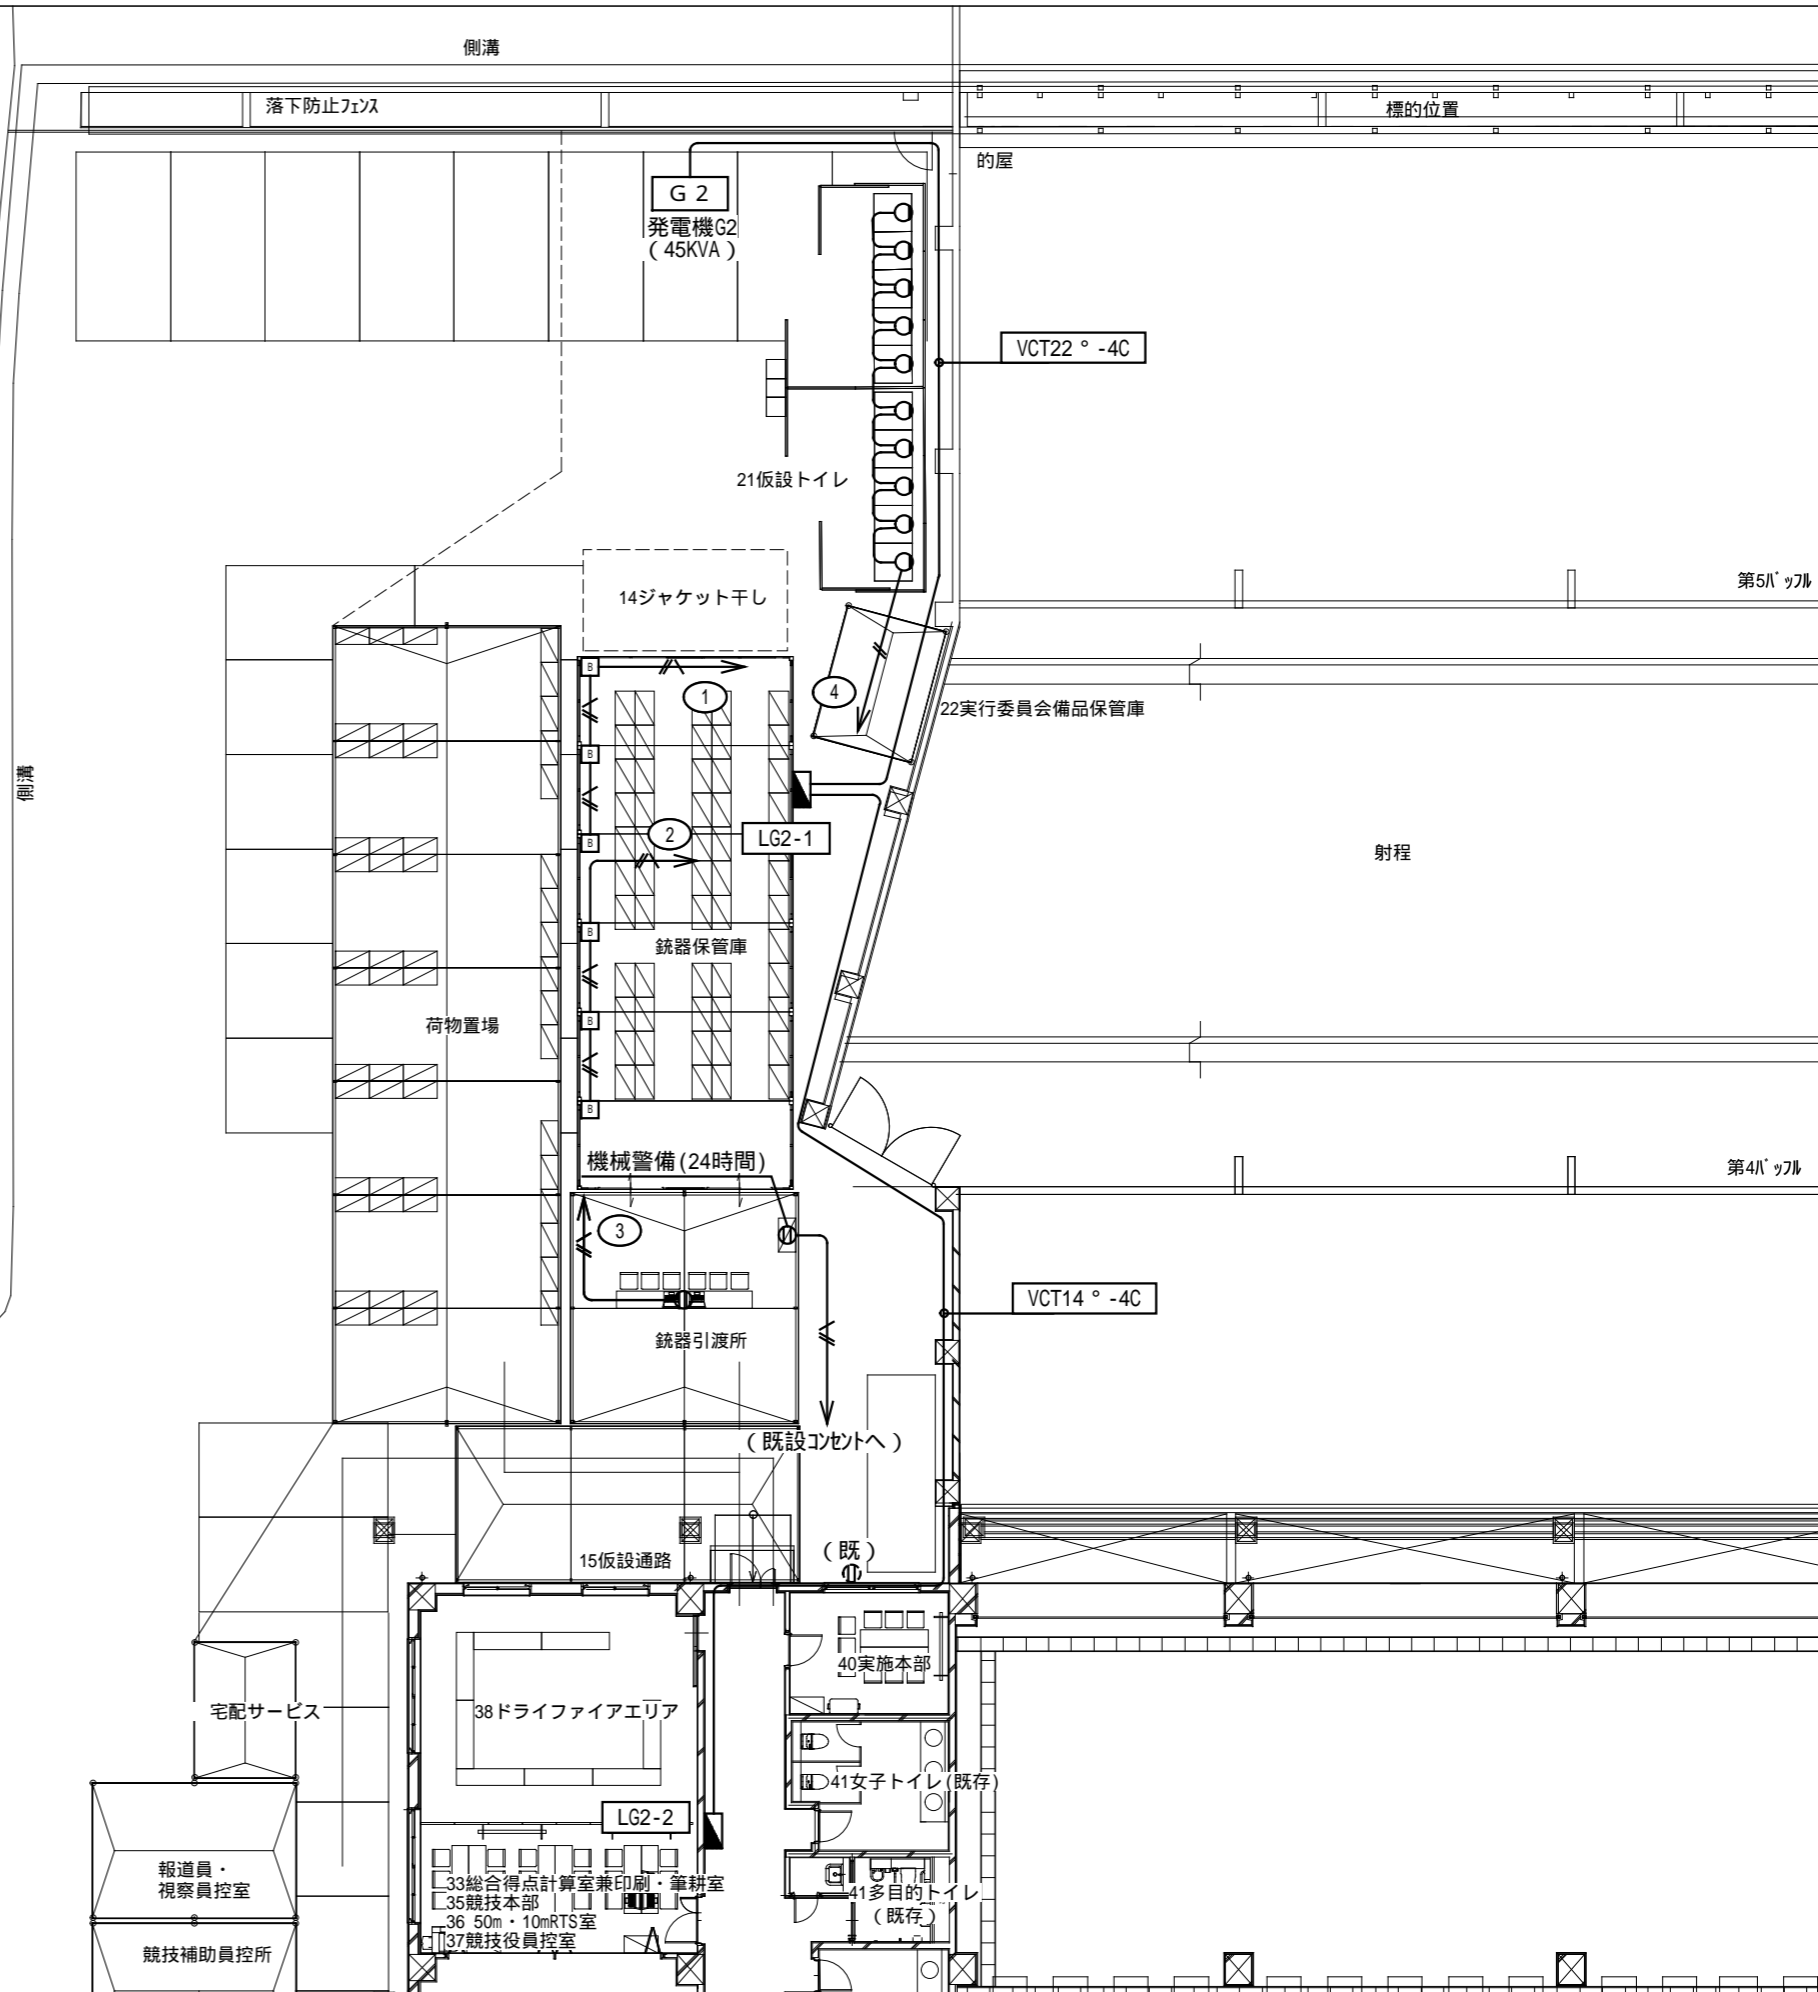 側溝
落下防止フェンス
標的位置
的屋
G 2
発電機G2
(45KVA)
VCT22 ° -4C
21仮設トイレ
第5バッフル
14ジャケット干し
B
1
4
22実行委員会備品保管庫
B
側溝
2
LG2-1
B
射程
B
銃器保管庫
荷物置場
B
B
機械警備(24時間)
第4バッフル
3
VCT14 ° -4C
銃器引渡所
(既設コンセントへ)
(既)
15仮設通路
40実施本部
宅配サービス
38ドライファイアエリア
41女子トイレ(既存)
LG2-2
報道員・
視察員控室
33総合得点計算室兼印刷・筆耕室
35競技本部
36 50m・10mRTS室
37競技役員控室
41多目的トイレ
(既存)
競技補助員控所